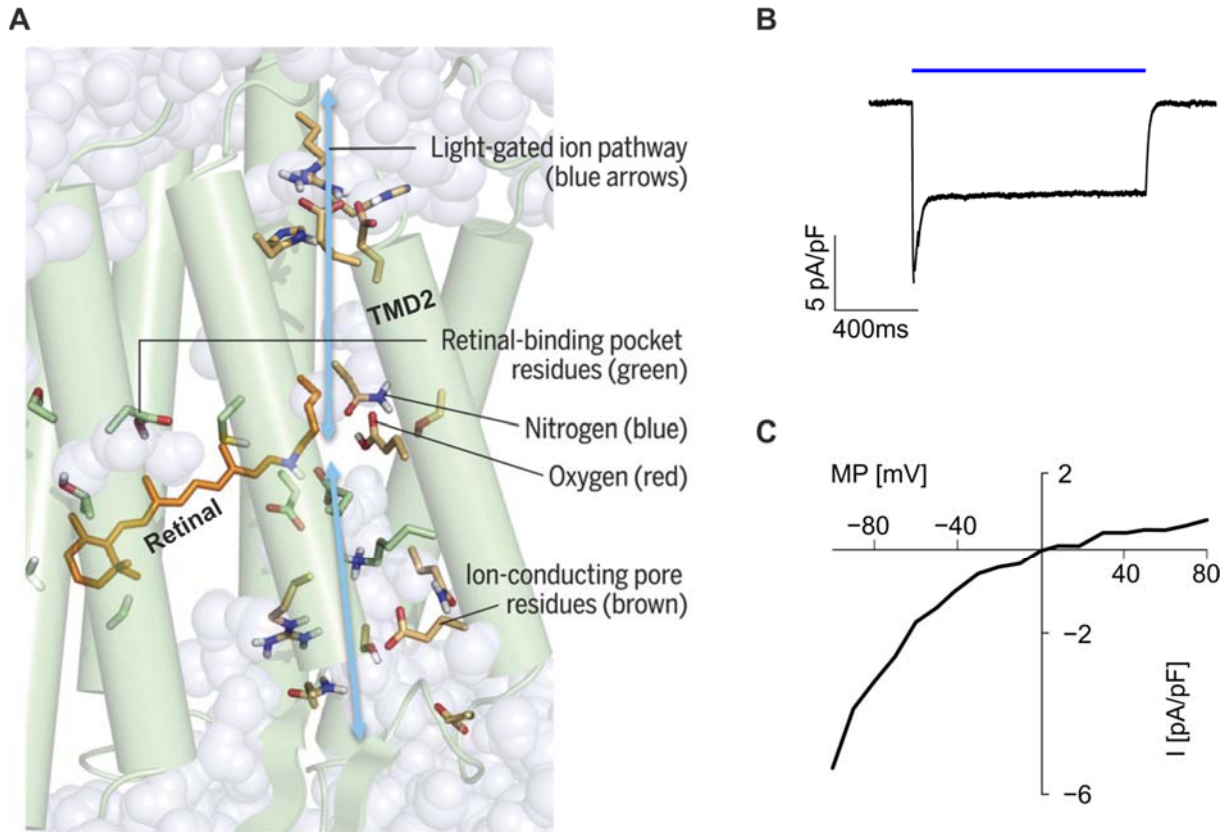 A
Light-gated ion pathway
(blue arrows)
TMD2
Retinal-binding pocket
residues (green)
Nitrogen (blue)
Oxygen (red)
Retinal
Ion-conducting pore
residues (brown)
B
5 pA/pF
400ms
C
MP [mV]
2
−80
−40
40
80
−2
I [pA/pF]
−6